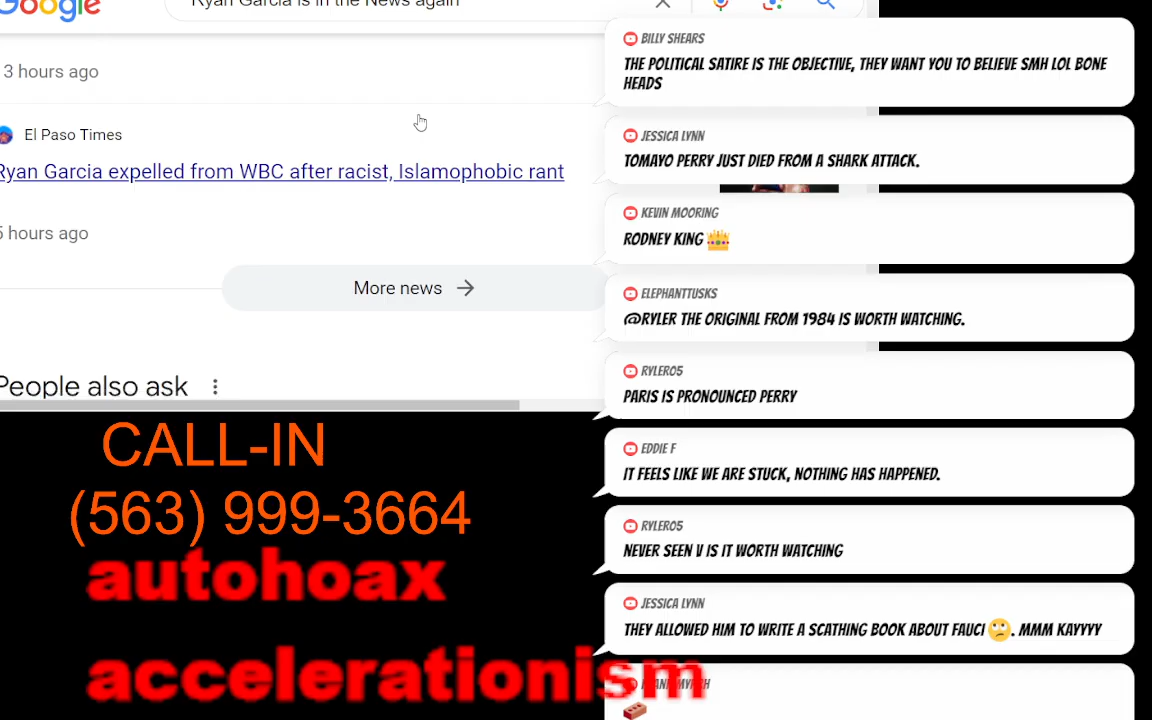 Google
Ryan Garcia is in the News again
3 hours ago
El Paso Times
Ryan Garcia expelled from WBC after racist, Islamophobic rant
5 hours ago
More news
People also ask
CALL-IN
(563) 999-3664
autohoax
accelerationism
BILLY SHEARS
THE POLITICAL SATIRE IS THE OBJECTIVE, THEY WANT YOU TO BELIEVE SMH LOL BONE
HEADS
JESSICA LYNN
TOMAYO PERRY JUST DIED FROM A SHARK ATTACK.
KEVIN MOORING
RODNEY KING
ELEPHANTTUSKS
@RYLER THE ORIGINAL FROM 1984 IS WORTH WATCHING.
RYLER05
PARIS IS PRONOUNCED PERRY
EDDIE F
IT FEELS LIKE WE ARE STUCK, NOTHING HAS HAPPENED.
RYLER05
NEVER SEEN V IS IT WORTH WATCHING
JESSICA LYNN
THEY ALLOWED HIM TO WRITE A SCATHING BOOK ABOUT FAUCI. MMM KAYYYY